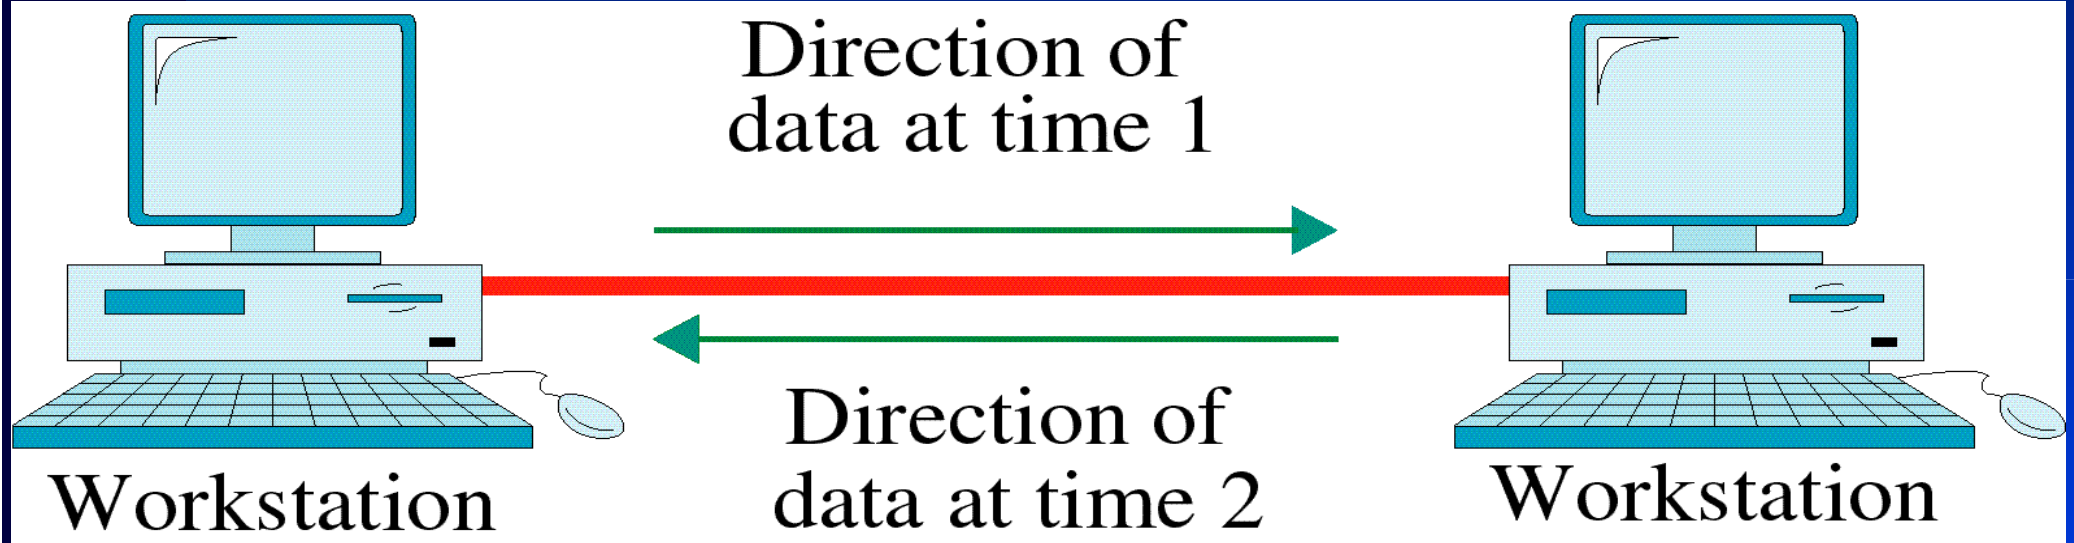 Direction of
data at time 1
Direction of
data at time 2
Workstation
Workstation